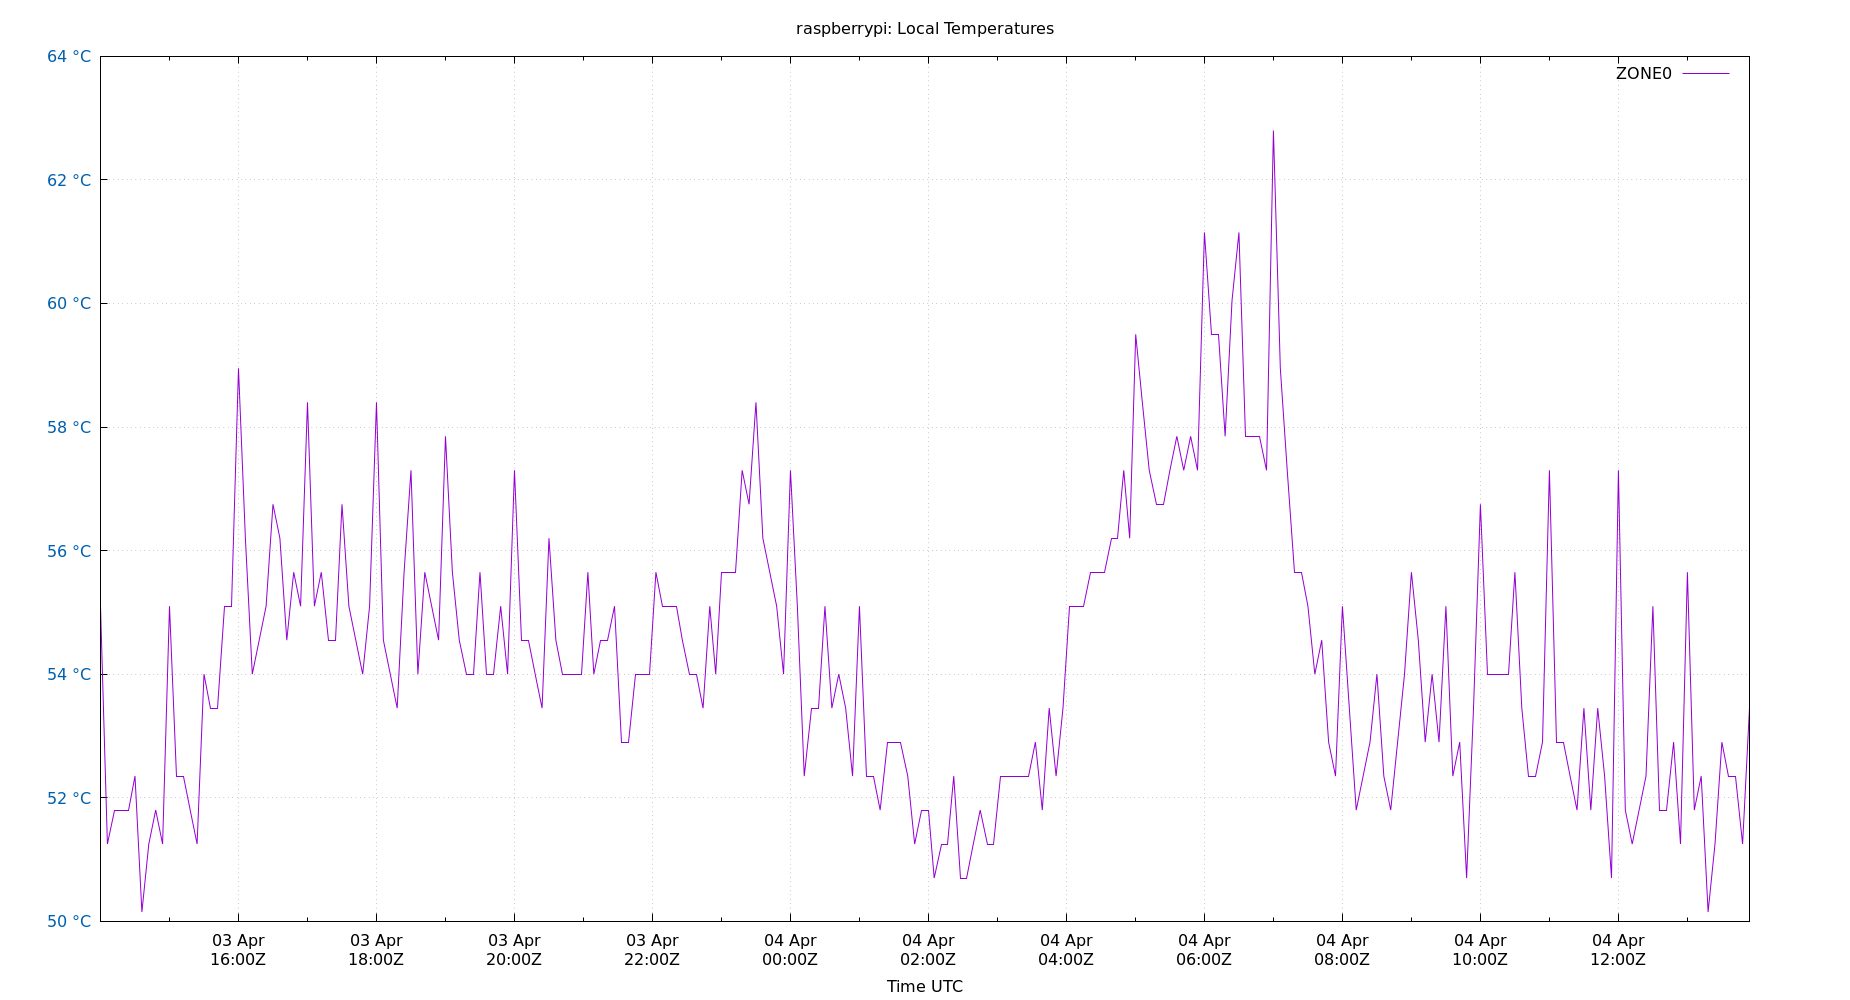 raspberrypi: Local Temperatures
64 °C
ZONE0
62 °C
60 °C
58 °C
56 °C
54 °C
52 °C
50 °C
03 Apr 03 Apr 03 Apr 03 Apr 04 Apr 04 Apr 04 Apr 04 Apr 04 Apr 04 Apr 04 Apr
16:00Z 18:00Z 20:00Z 22:00Z 00:00Z 02:00Z 04:00Z 06:00Z 08:00Z 10:00Z 12:00Z
Time UTC